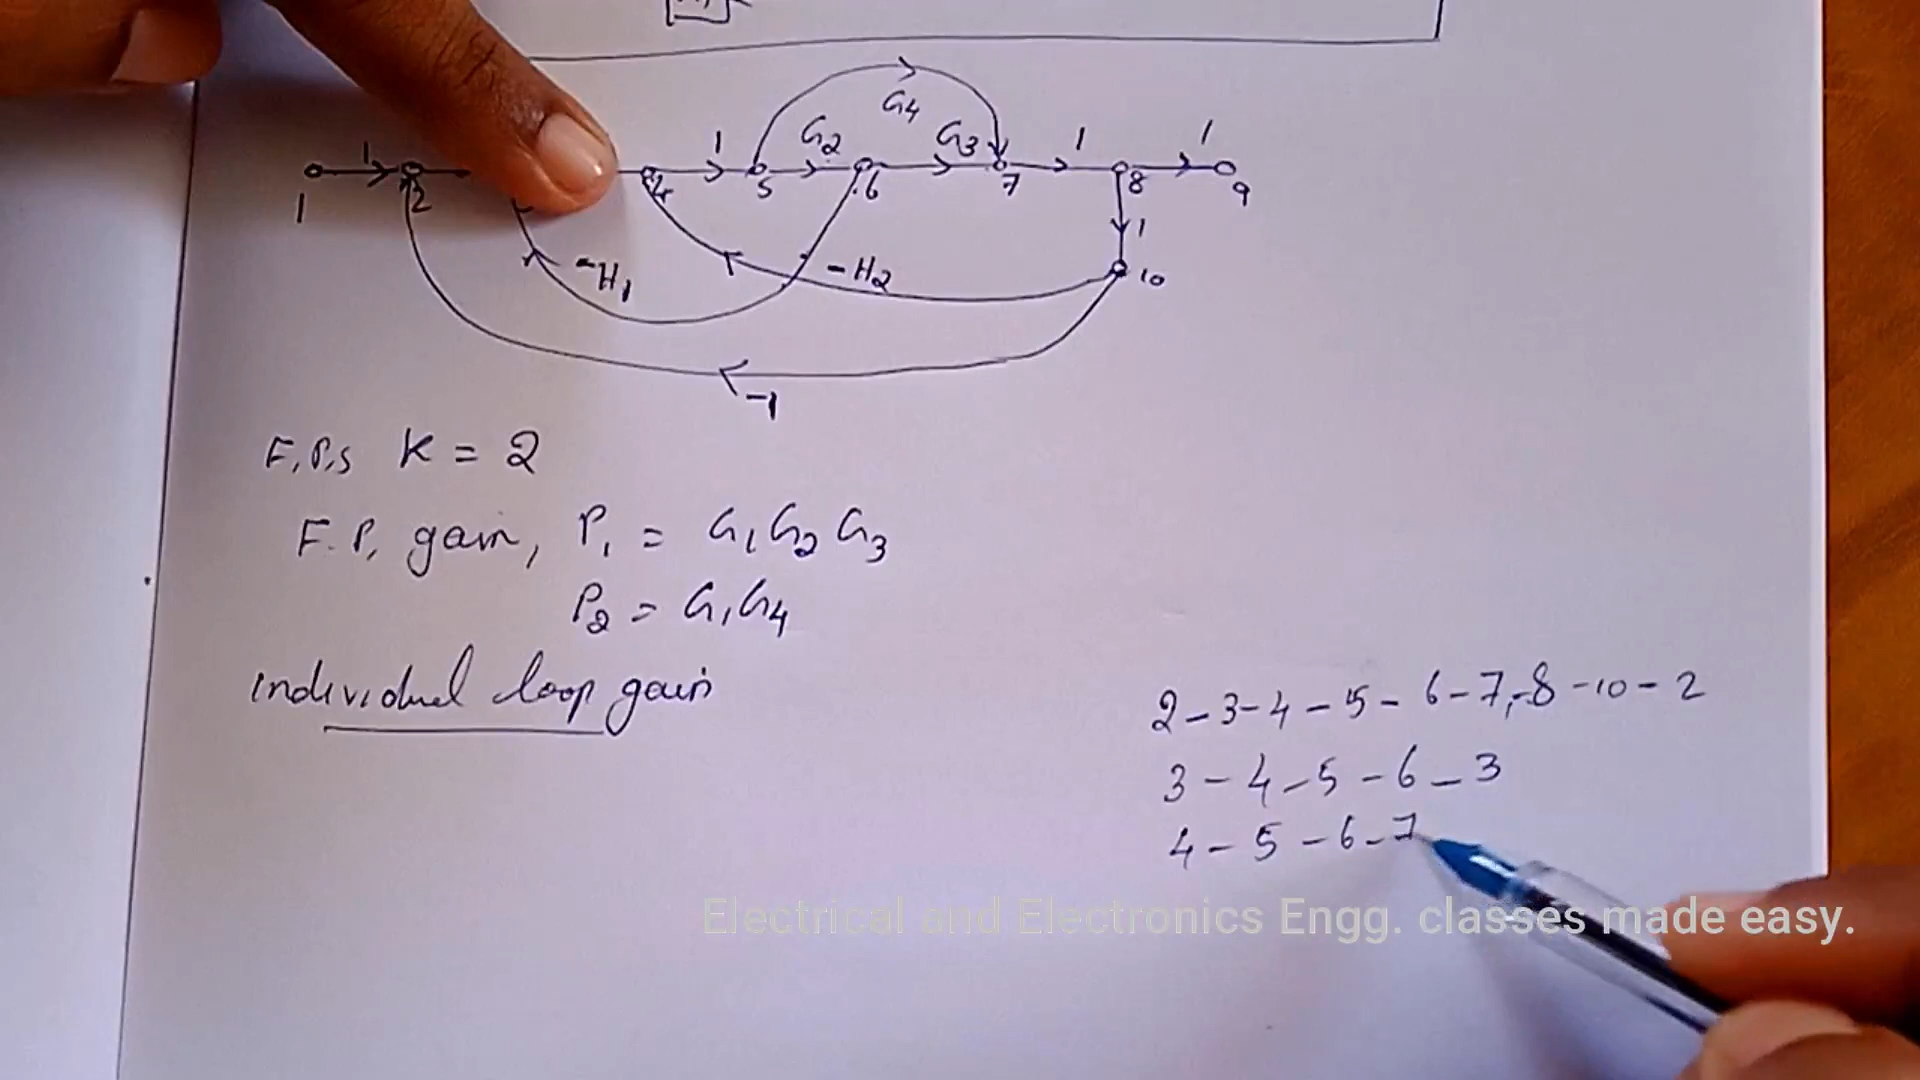 1 1 G2 G4 G3 1 1
1 2 4 5 6 7 8 9
-H1 -H2 1 10
-1
F.P.s K = 2
F.P. gain, P1 = G1G2G3
P2 = G1G4
individual loop gain
2-3-4-5-6-7-8-10-2
3-4-5-6-3
4-5-6-7
Electrical and Electronics Engg. classes made easy.